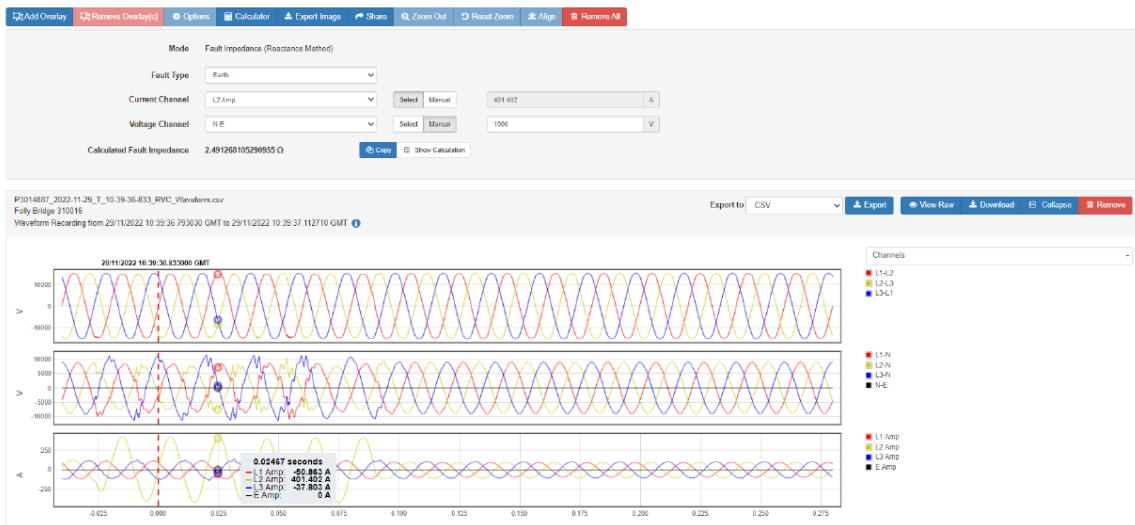 Add Overlay Remove Overlay(s) Options Calculator Export Image Share Zoom Out Reset Zoom Align Remove All
Mode Fault Impedance (Reactance Method)
Fault Type Earth
Current Channel L2 Amp Select Manual 401.402 A
Voltage Channel N-E Select Manual 1000 V
Calculated Fault Impedance 2.491268105290955 Ω Copy Show Calculation
P3014887_2022-11-29_T_10-39-36-833_RVC_Waveform.csv
Folly Bridge 310016
Waveform Recording from 29/11/2022 10:39:36.793030 GMT to 29/11/2022 10:39:37.112710 GMT
Export to CSV Export View Raw Download Collapse Remove
Channels
29/11/2022 10:39:36.833000 GMT
V
10000
0
-10000
L1-L2
L2-L3
L3-L1
V
10000
5000
0
-5000
-10000
L1-N
L2-N
L3-N
N-E
A
250
0
-250
L1 Amp
L2 Amp
L3 Amp
E Amp
0.02467 seconds
L1 Amp: -50.863 A
L2 Amp: 401.402 A
L3 Amp: -37.803 A
E Amp: 0 A
-0.025 0.000 0.025 0.050 0.075 0.100 0.125 0.150 0.175 0.200 0.225 0.250 0.275